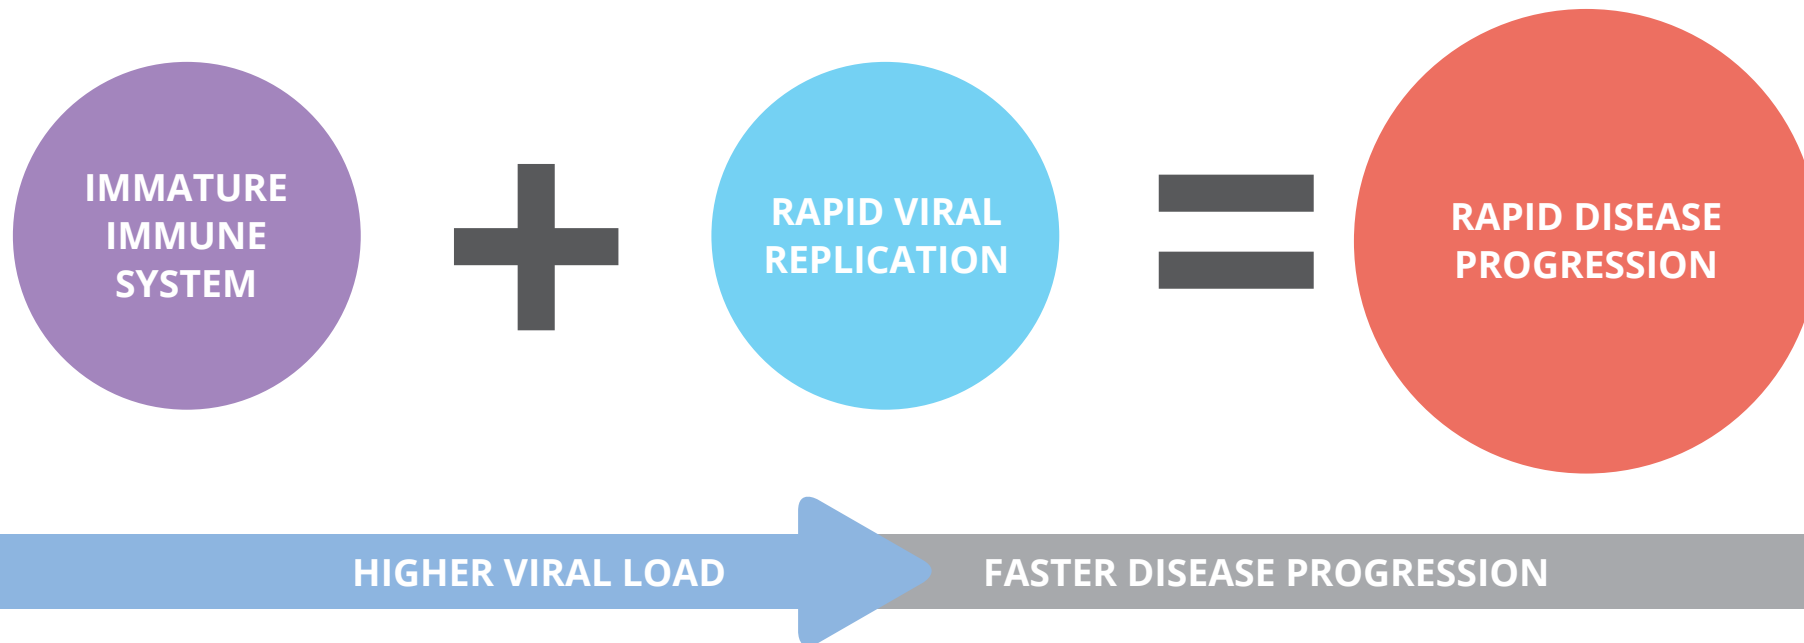 IMMATURE
IMMUNE
SYSTEM
RAPID VIRAL
REPLICATION
RAPID DISEASE
PROGRESSION
HIGHER VIRAL LOAD
FASTER DISEASE PROGRESSION